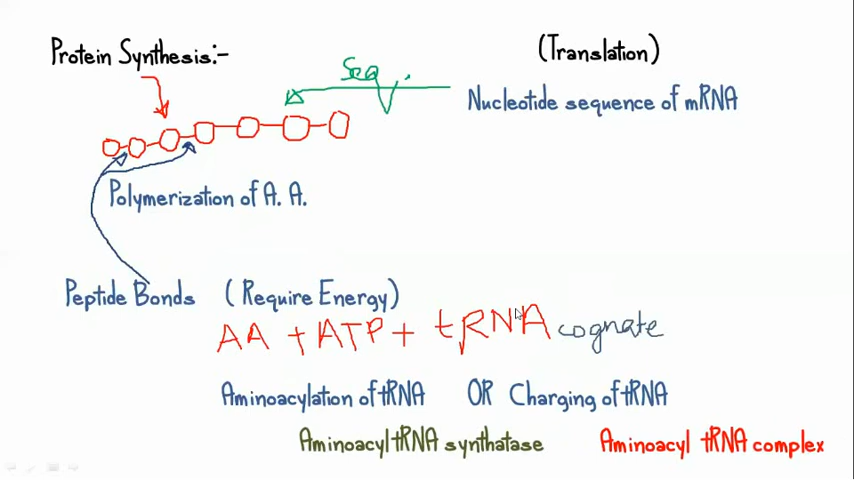 Protein Synthesis:-
(Translation)
Seq.
Nucleotide sequence of mRNA
Polymerization of A. A.
Peptide Bonds (Require Energy)
AA + ATP + tRNA cognate
Aminoacylation of tRNA OR Charging of tRNA
Aminoacyl tRNA synthatase Aminoacyl tRNA complex